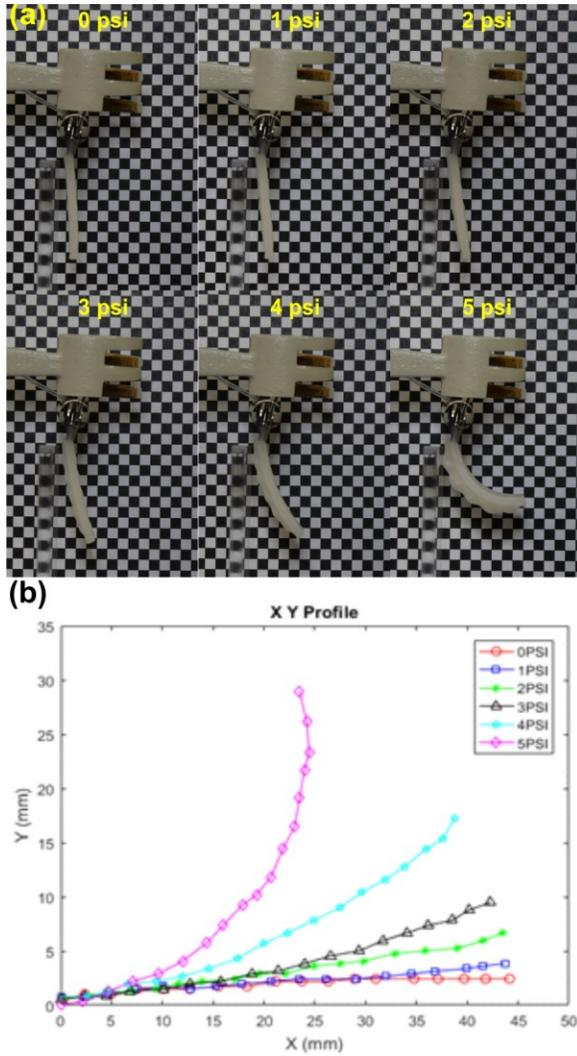 (a)
0 psi 1 psi 2 psi
3 psi 4 psi 5 psi
(b)
X Y Profile
35
30
25
20
15
10
5
0
Y (mm)
0PSI
1PSI
2PSI
3PSI
4PSI
5PSI
0 5 10 15 20 25 30 35 40 45 50
X (mm)